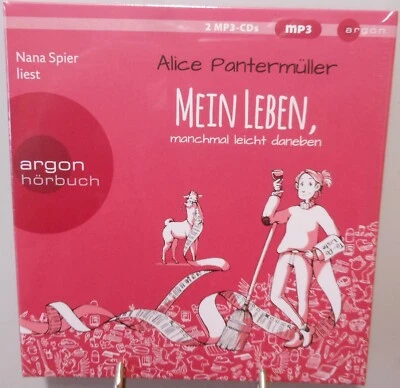 2 MP3-CDs
MP3
argon
Nana Spier
liest
Alice Pantermüller
MEIN LEBEN,
manchmal leicht daneben
argon
hörbuch